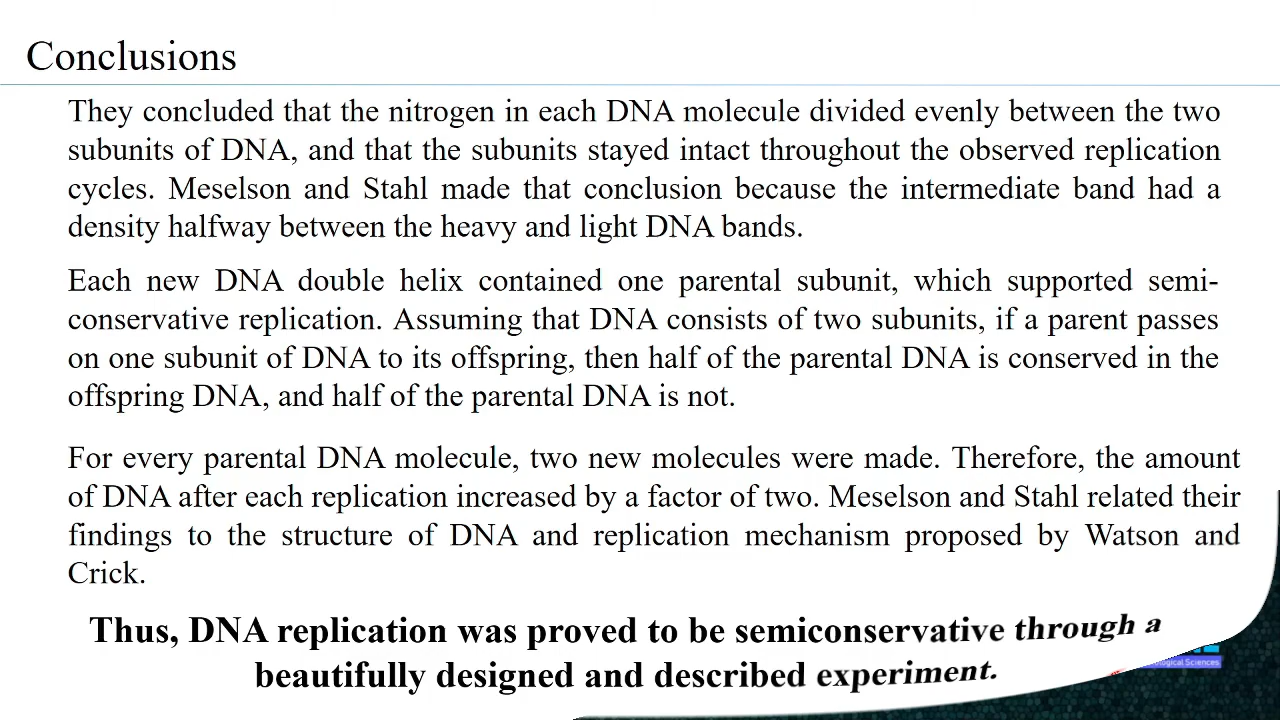 Conclusions
They concluded that the nitrogen in each DNA molecule divided evenly between the two
subunits of DNA, and that the subunits stayed intact throughout the observed replication
cycles. Meselson and Stahl made that conclusion because the intermediate band had a
density halfway between the heavy and light DNA bands.
Each new DNA double helix contained one parental subunit, which supported semi-
conservative replication. Assuming that DNA consists of two subunits, if a parent passes
on one subunit of DNA to its offspring, then half of the parental DNA is conserved in the
offspring DNA, and half of the parental DNA is not.
For every parental DNA molecule, two new molecules were made. Therefore, the amount
of DNA after each replication increased by a factor of two. Meselson and Stahl related their
findings to the structure of DNA and replication mechanism proposed by Watson and
Crick.
Thus, DNA replication was proved to be semiconservative through a
beautifully designed and described experiment.
Sciences